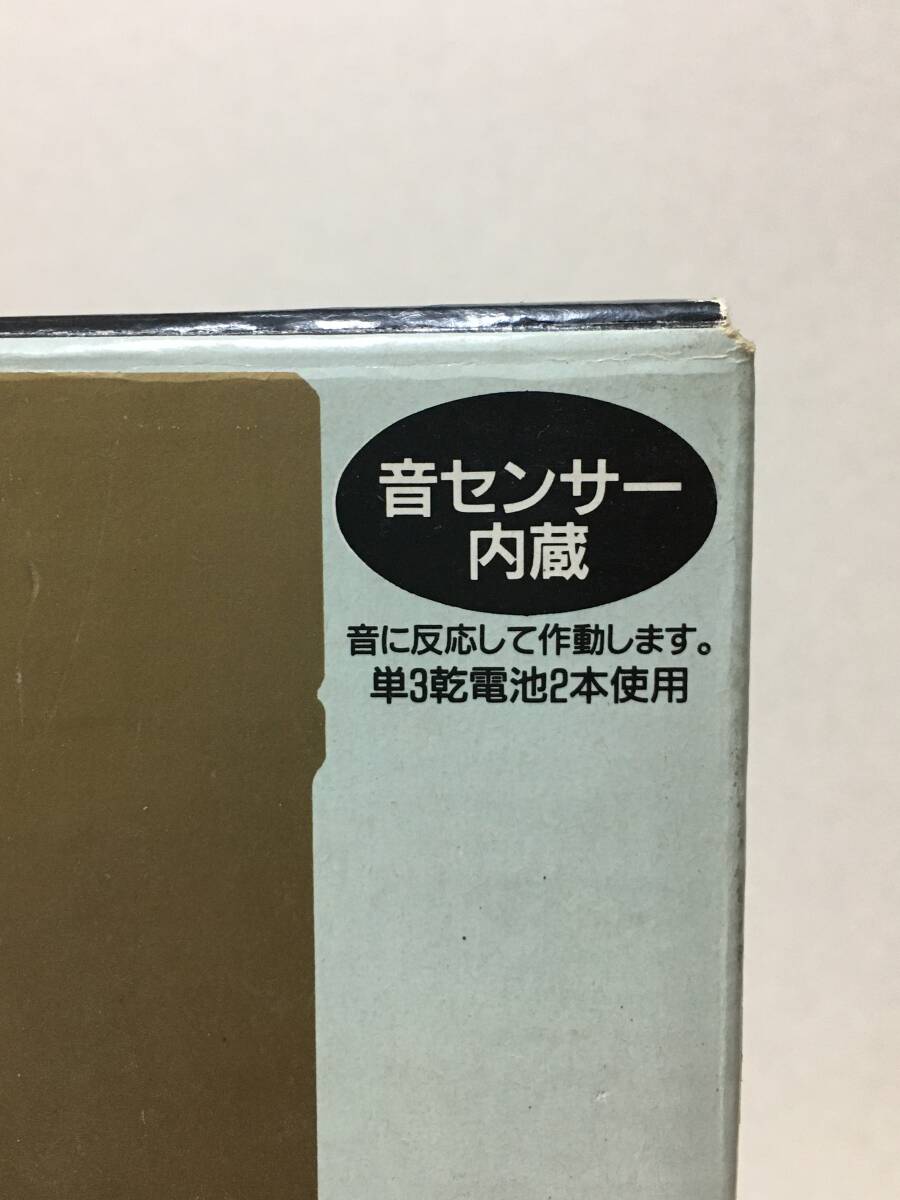 音センサー
内蔵
音に反応して作動します。
単3乾電池2本使用